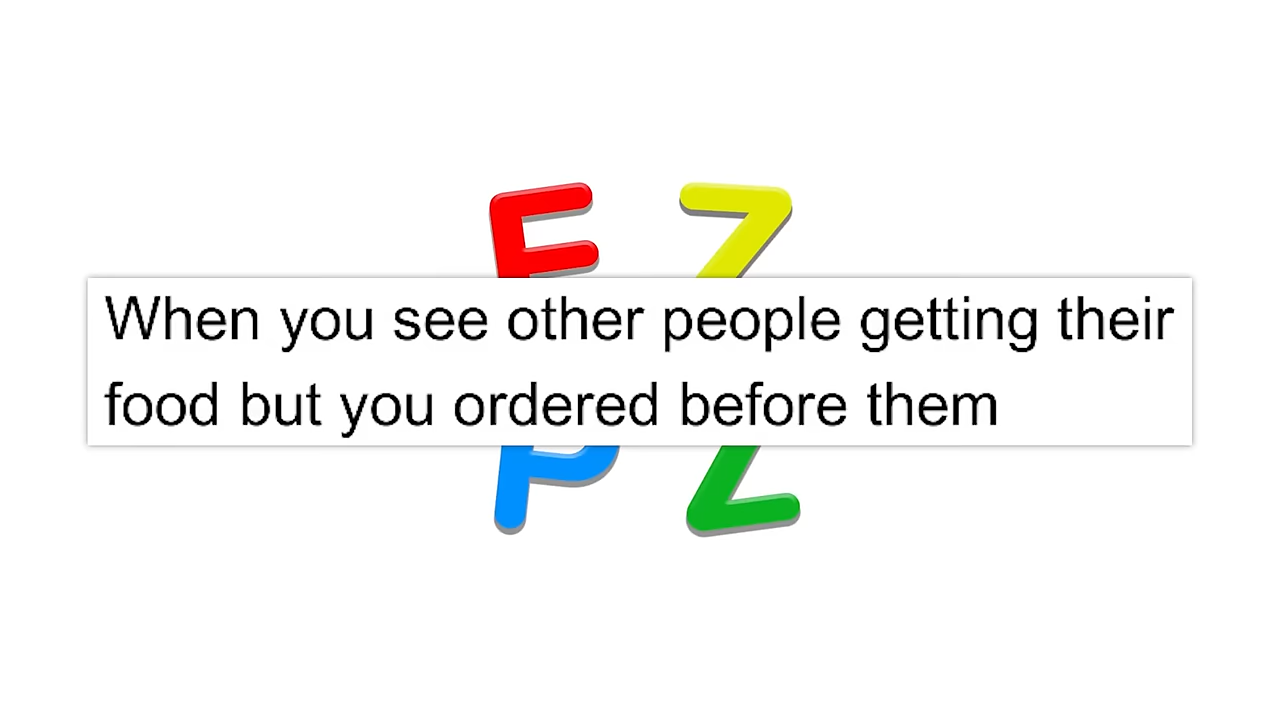 E Z
When you see other people getting their
food but you ordered before them
P Z